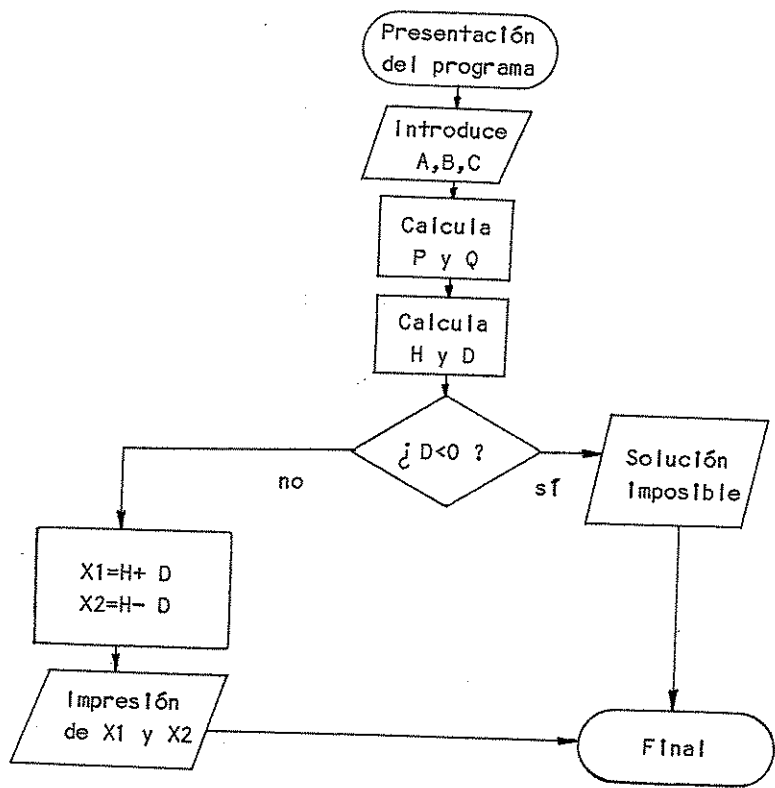 Presentación
del programa
Introduce
A,B,C
Calcula
P y Q
Calcula
H y D
¿ D<0 ?
no
sí
Solución
imposible
X1=H+ D
X2=H- D
Impresión
de X1 y X2
Final